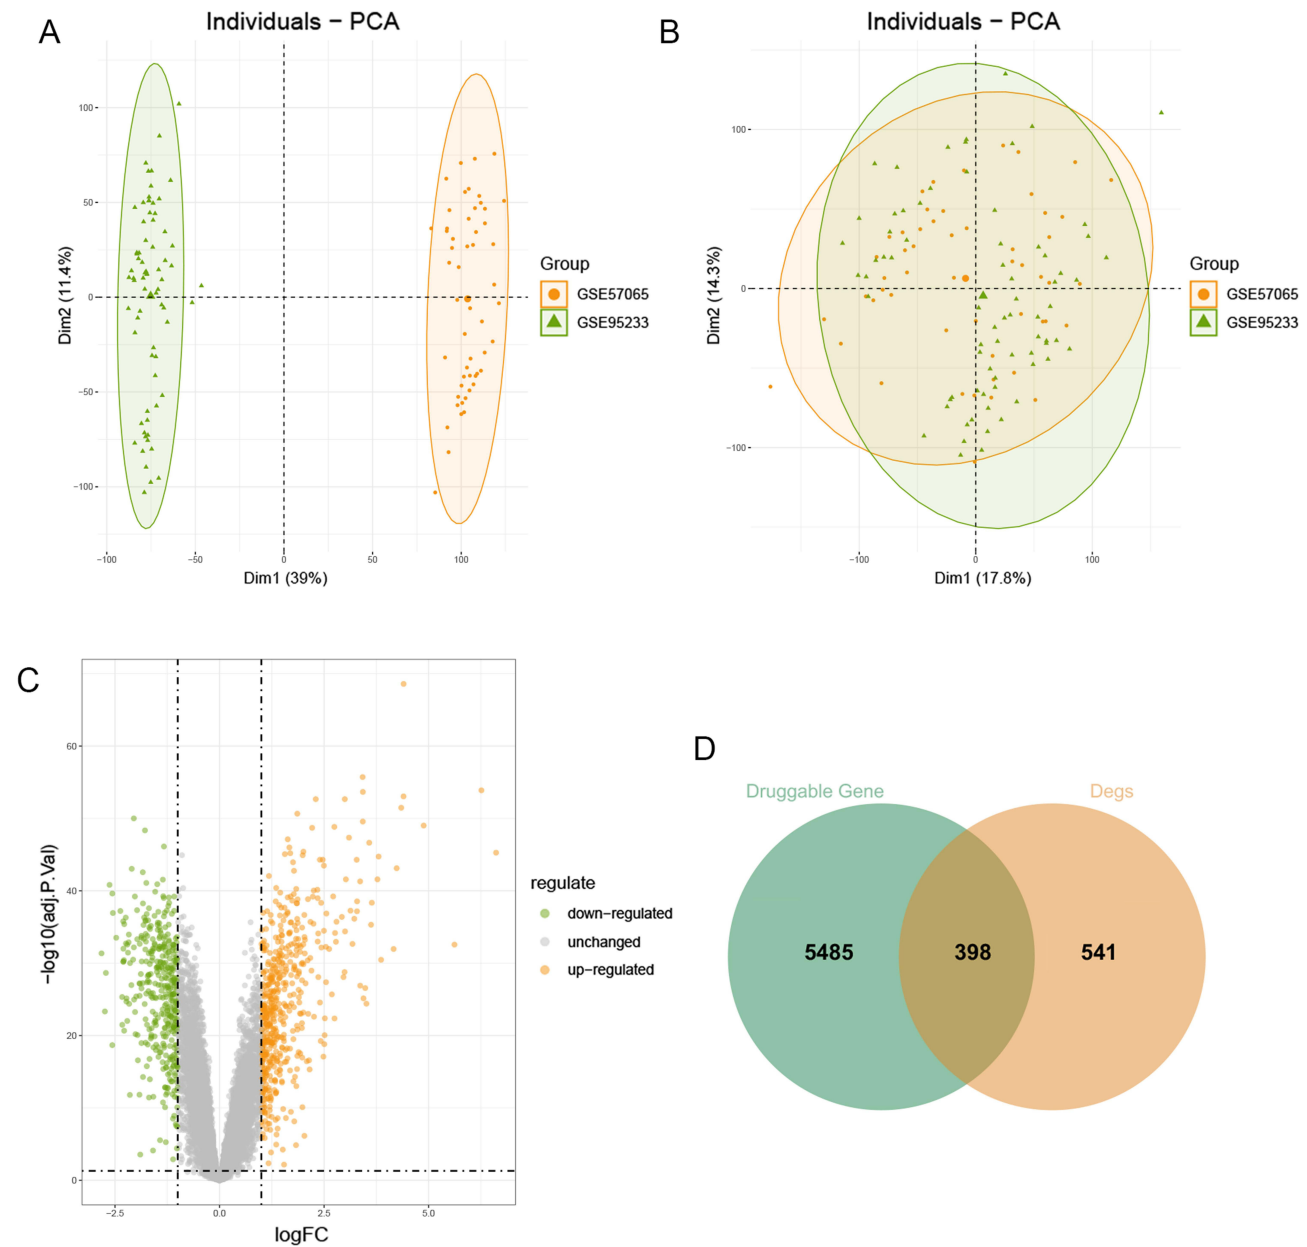 A
Individuals − PCA
Dim2 (11.4%)
100
50
0
−50
−100
−100
−50
0
50
100
Dim1 (39%)
Group
GSE57065
GSE95233
B
Individuals − PCA
Dim2 (14.3%)
100
0
−100
−100
0
100
Dim1 (17.8%)
Group
GSE57065
GSE95233
C
−log10(adj.P.Val)
60
40
20
0
−2.5
0.0
2.5
5.0
logFC
regulate
down-regulated
unchanged
up-regulated
D
Druggable Gene
Degs
5485
398
541